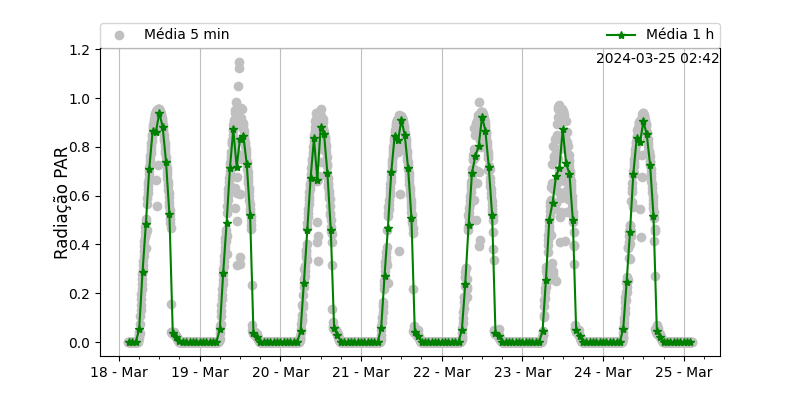 Média 5 min
Média 1 h
2024-03-25 02:42
Radiação PAR
1.2
1.0
0.8
0.6
0.4
0.2
0.0
18 - Mar
19 - Mar
20 - Mar
21 - Mar
22 - Mar
23 - Mar
24 - Mar
25 - Mar